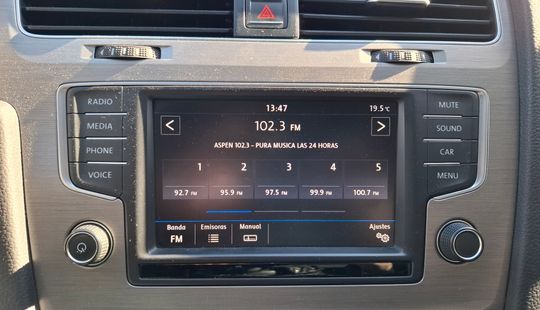 RADIO
MEDIA
PHONE
VOICE
13:47
19.5°C
102.3 FM
ASPEN 102.3 - PURA MUSICA LAS 24 HORAS
1 2 3 4 5
92.7 FM 95.9 FM 97.5 FM 99.9 FM 100.7 FM
Banda Emisoras Manual Ajustes
FM
MUTE
SOUND
CAR
MENU